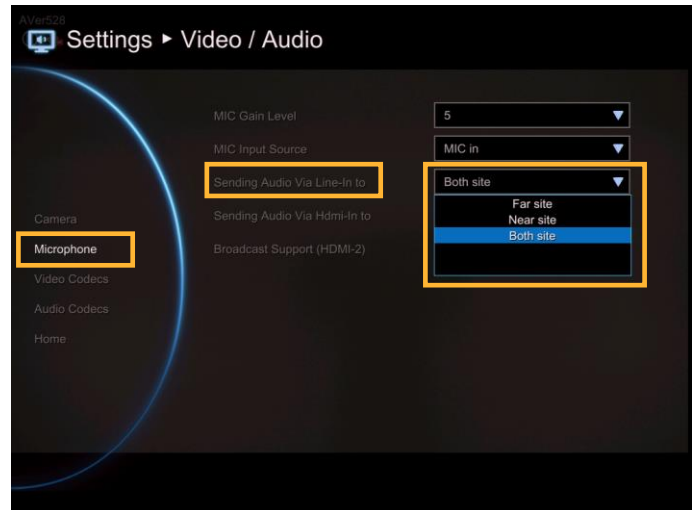 AVer528
Settings ► Video / Audio
MIC Gain Level 5
MIC Input Source MIC in
Sending Audio Via Line-In to Both site
Far site
Near site
Both site
Sending Audio Via Hdmi-In to
Broadcast Support (HDMI-2)
Camera
Microphone
Video Codecs
Audio Codecs
Home